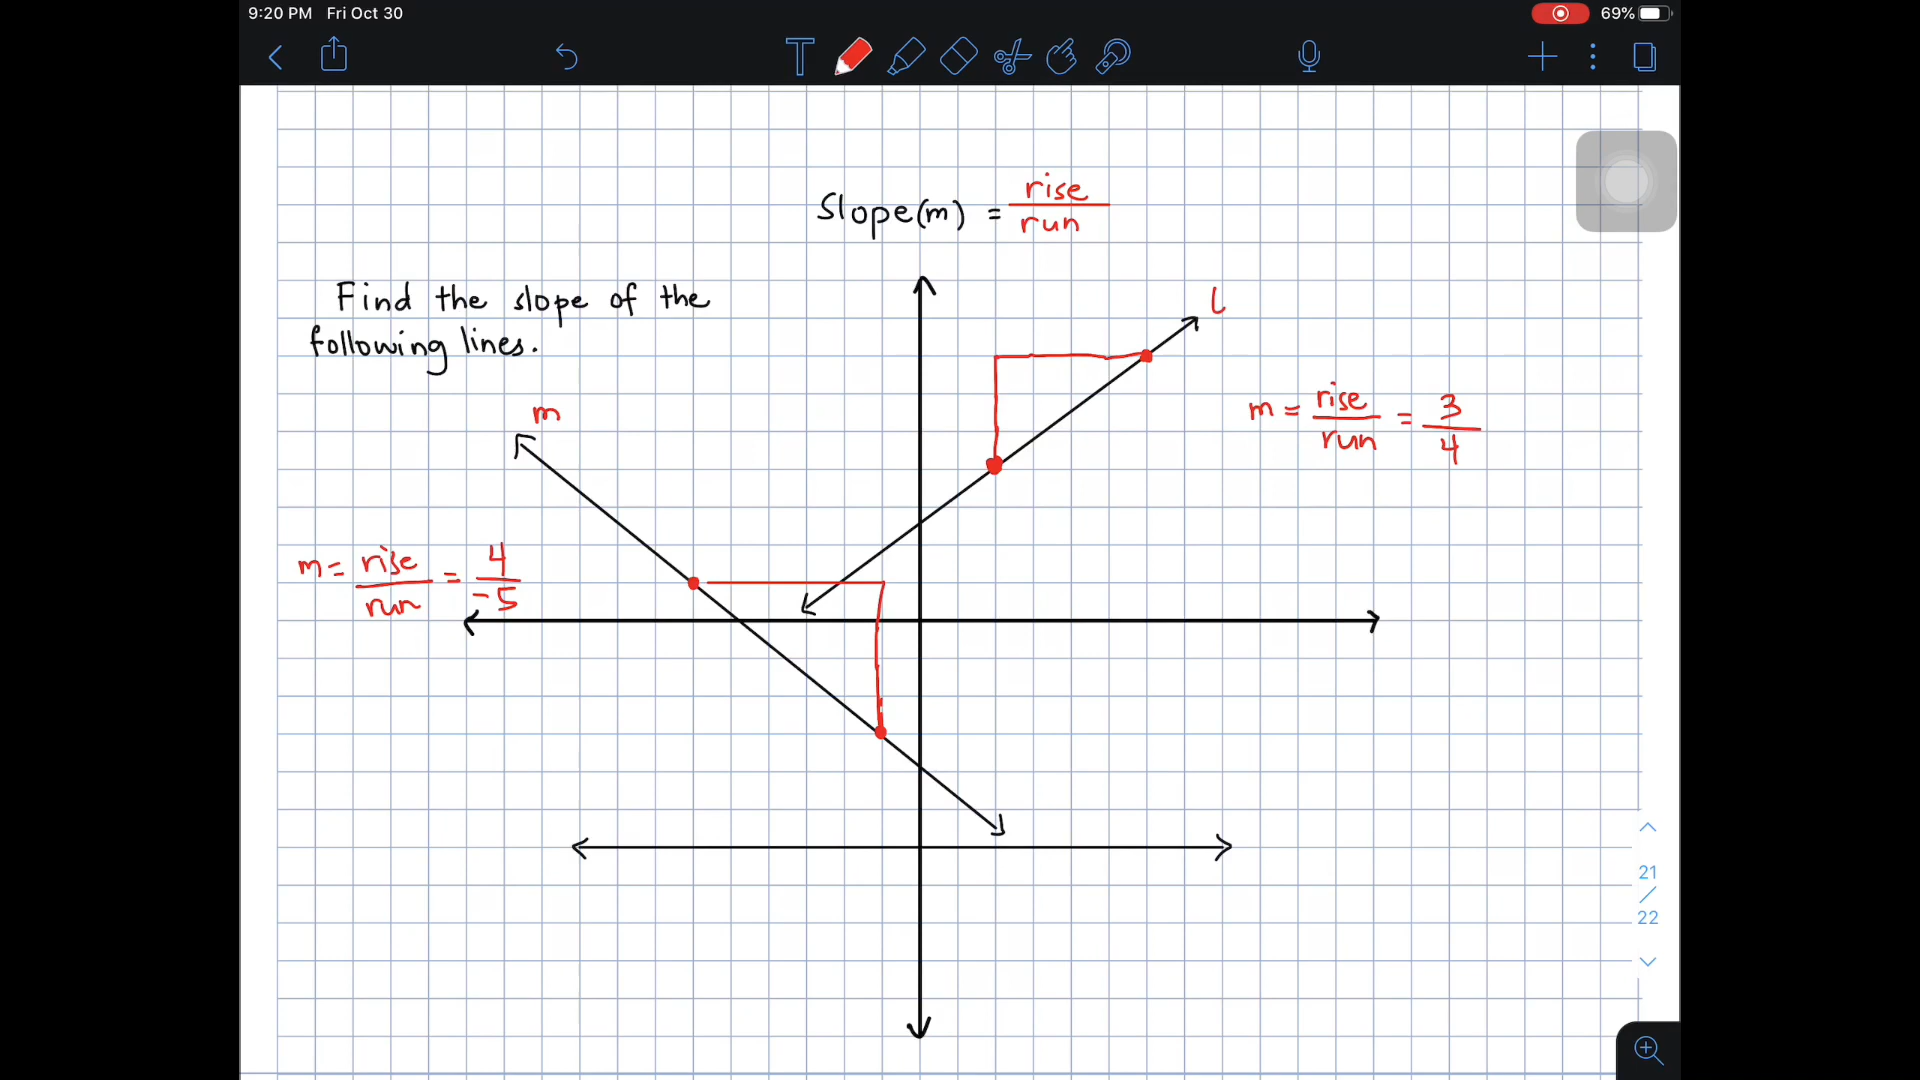 9:20 PM Fri Oct 30
69%
T
Slope(m) = rise
run
Find the slope of the
following lines.
l
m
m = rise = 3
run 4
m = rise = 4
run -5
21
/
22